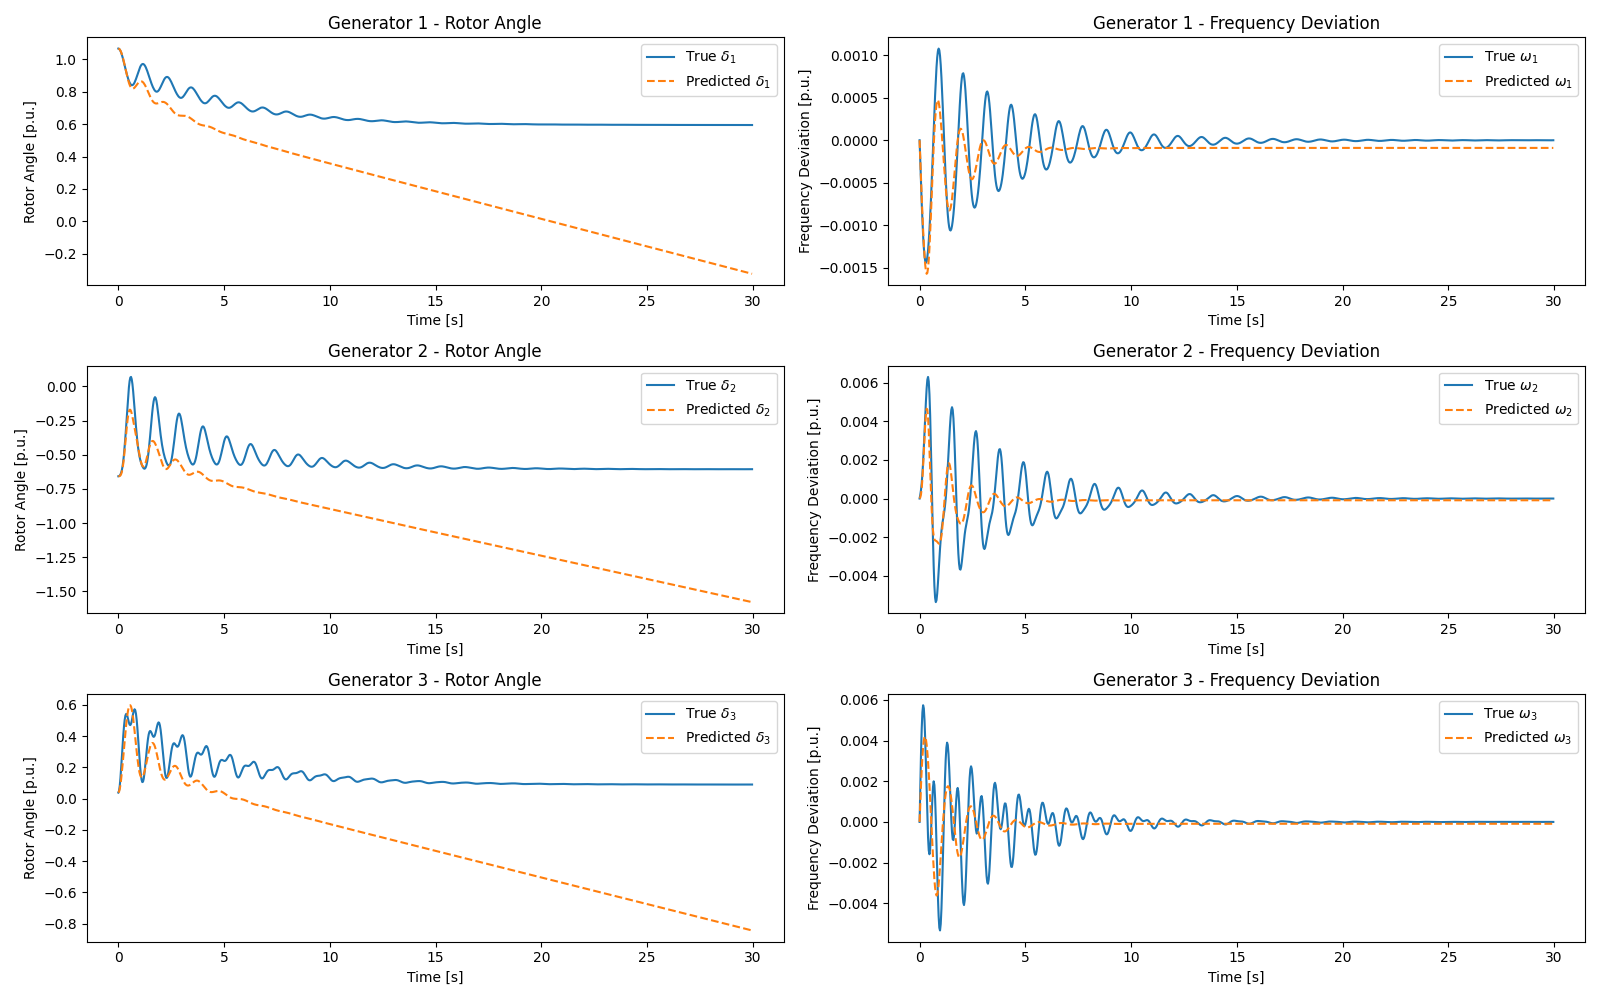 Generator 1 - Rotor Angle
Rotor Angle [p.u.]
1.0
0.8
0.6
0.4
0.2
0.0
−0.2
True δ1
Predicted δ1
0 5 10 15 20 25 30
Time [s]
Generator 1 - Frequency Deviation
Frequency Deviation [p.u.]
0.0010
0.0005
0.0000
−0.0005
−0.0010
−0.0015
True ω1
Predicted ω1
0 5 10 15 20 25 30
Time [s]
Generator 2 - Rotor Angle
Rotor Angle [p.u.]
0.00
−0.25
−0.50
−0.75
−1.00
−1.25
−1.50
True δ2
Predicted δ2
0 5 10 15 20 25 30
Time [s]
Generator 2 - Frequency Deviation
Frequency Deviation [p.u.]
0.006
0.004
0.002
0.000
−0.002
−0.004
True ω2
Predicted ω2
0 5 10 15 20 25 30
Time [s]
Generator 3 - Rotor Angle
Rotor Angle [p.u.]
0.6
0.4
0.2
0.0
−0.2
−0.4
−0.6
−0.8
True δ3
Predicted δ3
0 5 10 15 20 25 30
Time [s]
Generator 3 - Frequency Deviation
Frequency Deviation [p.u.]
0.006
0.004
0.002
0.000
−0.002
−0.004
True ω3
Predicted ω3
0 5 10 15 20 25 30
Time [s]